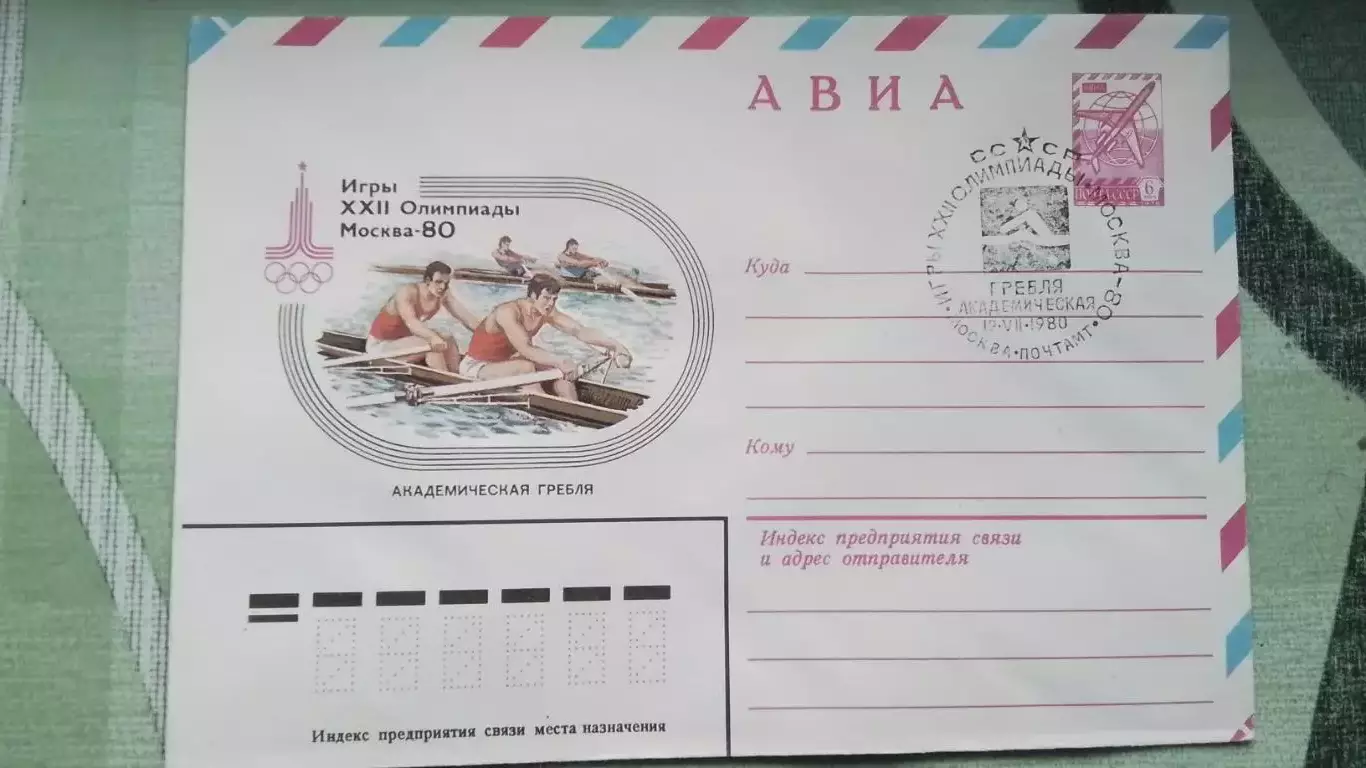 АВИА
АВИА
ПОЧТА СССР 6
Игры
XXII Олимпиады
Москва-80
СССР
ИГРЫ XXII ОЛИМПИАДЫ • МОСКВА-80
ГРЕБЛЯ
АКАДЕМИЧЕСКАЯ
VII•1980
МОСКВА • ПОЧТАМТ
Куда
Кому
АКАДЕМИЧЕСКАЯ ГРЕБЛЯ
Индекс предприятия связи
и адрес отправителя
Индекс предприятия связи места назначения